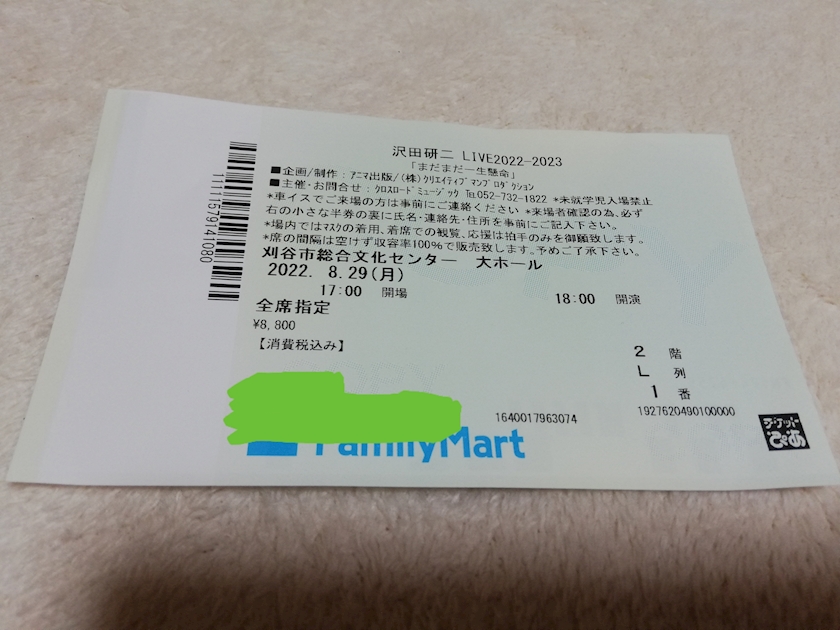 沢田研二 LIVE2022-2023
「まだまだ一生懸命」
■企画/制作：アニマ出版/(株)クリエイティブマンプロダクション
■主催・お問合せ：クロスロードミュージック Tel052-732-1822 *未就学児入場禁止
*車イスでご来場の方は事前にご連絡ください *来場者確認の為、必ず
右の小さな半券の裏に氏名・連絡先・住所を事前にご記入下さい。
*場内ではマスクの着用、着席での観覧、応援は拍手のみを御願致します。
*席の間隔は空けず収容率100%で販売致します。予めご了承下さい。
刈谷市総合文化センター 大ホール
2022. 8.29(月)
17:00 開場 18:00 開演
全席指定
¥8,800
【消費税込み】
2 階
L 列
1 番
1640017963074
1927620490100000
チケットぴあ
FamilyMart
1111579141080